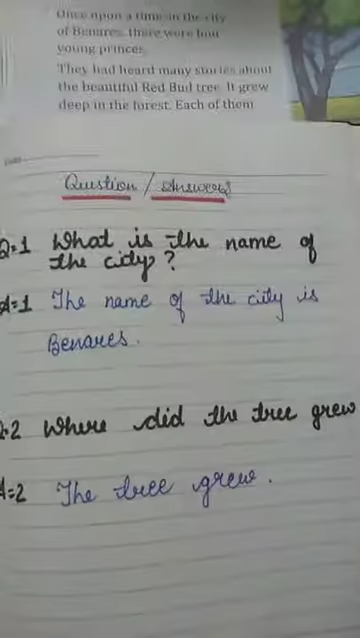 Once upon a time in the city
of Benares, there were four
young princes.
They had heard many stories about
the beautiful Red Bud tree. It grew
deep in the forest. Each of them
Date
Question / Answers
Q=1 What is the name of
the city?
A=1 The name of the city is
Benares.
Q.2 Where did the tree grew
A=2 The tree grew.